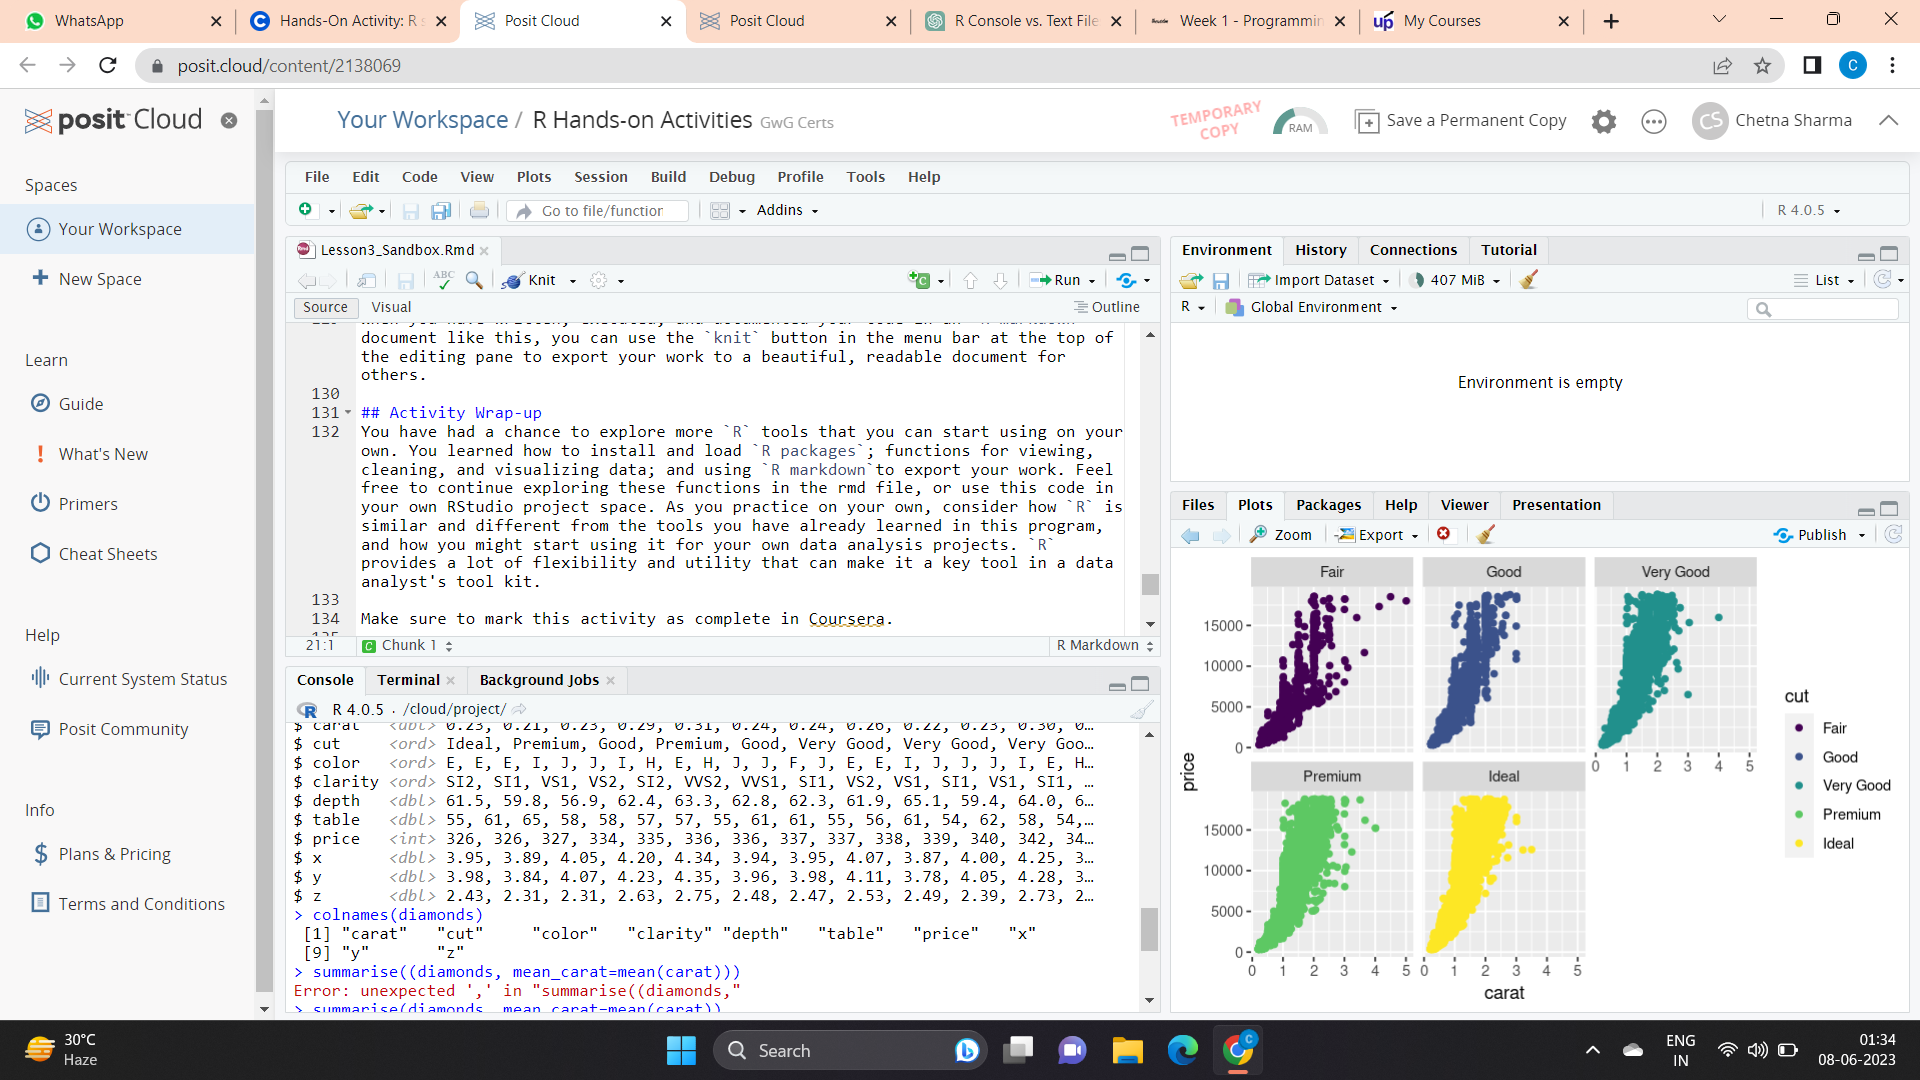 WhatsApp
Hands-On Activity: R s
Posit Cloud
Posit Cloud
R Console vs. Text File
Week 1 - Programmin
My Courses
posit.cloud/content/2138069
posit Cloud
Your Workspace / R Hands-on Activities GwG Certs
TEMPORARY COPY
RAM
Save a Permanent Copy
CS Chetna Sharma
Spaces
Your Workspace
New Space
Learn
Guide
What's New
Primers
Cheat Sheets
Help
Current System Status
Posit Community
Info
Plans & Pricing
Terms and Conditions
File Edit Code View Plots Session Build Debug Profile Tools Help
Go to file/function Addins R 4.0.5
Lesson3_Sandbox.Rmd
ABC Knit Run
Source Visual Outline
document like this, you can use the `knit` button in the menu bar at the top of
the editing pane to export your work to a beautiful, readable document for
others.
130
131 ## Activity Wrap-up
132 You have had a chance to explore more `R` tools that you can start using on your
own. You learned how to install and load `R packages`; functions for viewing,
cleaning, and visualizing data; and using `R markdown`to export your work. Feel
free to continue exploring these functions in the rmd file, or use this code in
your own RStudio project space. As you practice on your own, consider how `R` is
similar and different from the tools you have already learned in this program,
and how you might start using it for your own data analysis projects. `R`
provides a lot of flexibility and utility that can make it a key tool in a data
analyst's tool kit.
133
134 Make sure to mark this activity as complete in Coursera.
21:1 Chunk 1 R Markdown
Console Terminal Background Jobs
R 4.0.5 · /cloud/project/
$ carat <dbl> 0.23, 0.21, 0.23, 0.29, 0.31, 0.24, 0.24, 0.26, 0.22, 0.23, 0.30, 0…
$ cut <ord> Ideal, Premium, Good, Premium, Good, Very Good, Very Good, Very Goo…
$ color <ord> E, E, E, I, J, J, I, H, E, H, J, J, F, J, E, E, I, J, J, J, I, E, H…
$ clarity <ord> SI2, SI1, VS1, VS2, SI2, VVS2, VVS1, SI1, VS1, VS1, SI1, VS1, SI1, …
$ depth <dbl> 61.5, 59.8, 56.9, 62.4, 63.3, 62.8, 62.3, 61.9, 65.1, 59.4, 64.0, 6…
$ table <dbl> 55, 61, 65, 58, 58, 57, 57, 55, 61, 61, 55, 56, 61, 54, 62, 58, 54,…
$ price <int> 326, 326, 327, 334, 335, 336, 336, 337, 337, 338, 339, 340, 342, 34…
$ x <dbl> 3.95, 3.89, 4.05, 4.20, 4.34, 3.94, 3.95, 4.07, 3.87, 4.00, 4.25, 3…
$ y <dbl> 3.98, 3.84, 4.07, 4.23, 4.35, 3.96, 3.98, 4.11, 3.78, 4.05, 4.28, 3…
$ z <dbl> 2.43, 2.31, 2.31, 2.63, 2.75, 2.48, 2.47, 2.53, 2.49, 2.39, 2.73, 2…
> colnames(diamonds)
[1] "carat" "cut" "color" "clarity" "depth" "table" "price" "x"
[9] "y" "z"
> summarise((diamonds, mean_carat=mean(carat)))
Error: unexpected ',' in "summarise((diamonds,"
> summarise(diamonds, mean_carat=mean(carat))
Environment History Connections Tutorial
Import Dataset 407 MiB List
R Global Environment
Environment is empty
Files Plots Packages Help Viewer Presentation
Zoom Export Publish
Fair Good Very Good
15000
10000
5000
0
0 1 2 3 4 5
Premium Ideal
15000
10000
5000
0
0 1 2 3 4 5 0 1 2 3 4 5
price
carat
cut
Fair
Good
Very Good
Premium
Ideal
30°C
Haze
Search
ENG
IN
01:34
08-06-2023